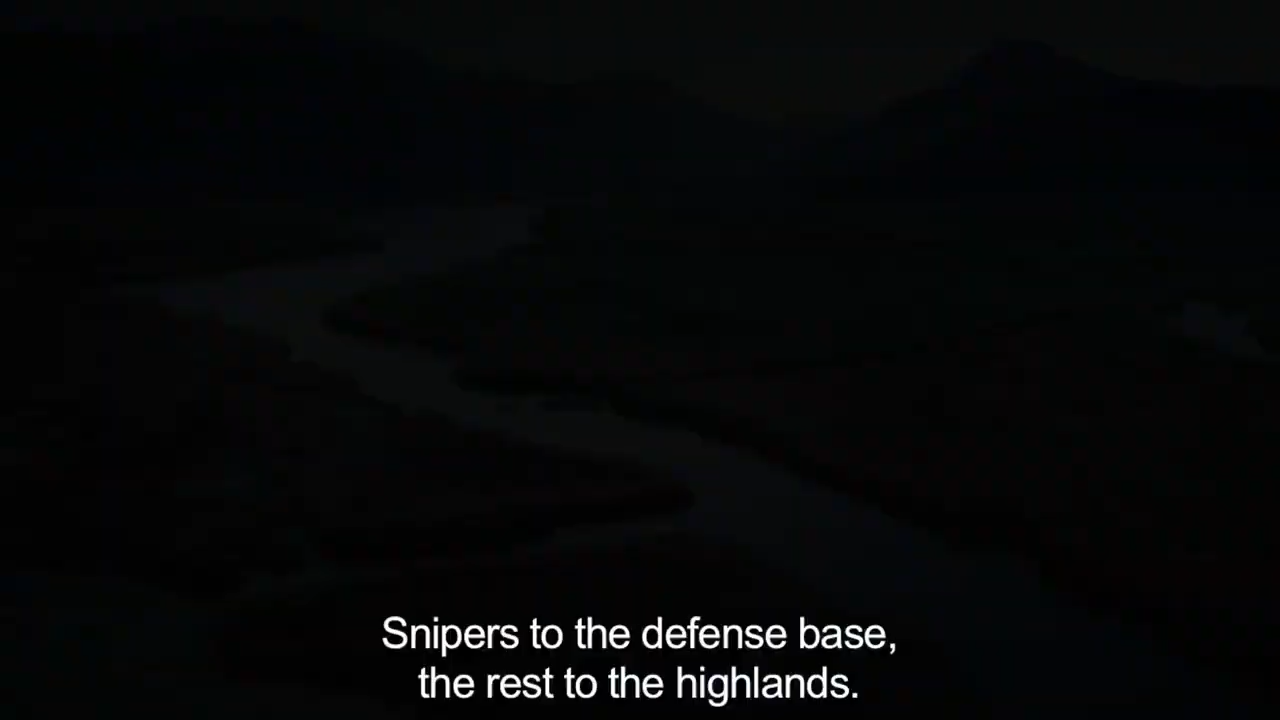 Snipers to the defense base,
the rest to the highlands.